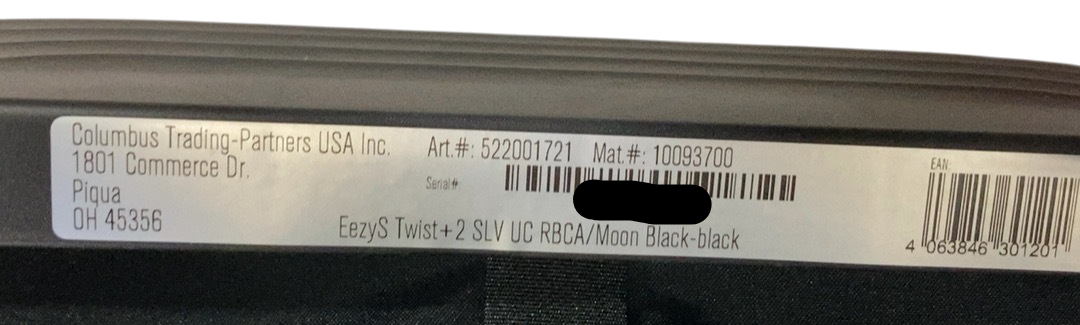 Columbus Trading-Partners USA Inc.
1801 Commerce Dr.
Piqua
OH 45356
Art.#: 522001721 Mat.#: 10093700
Serial#
EezyS Twist+2 SLV UC RBCA/Moon Black-black
EAN:
4 063846 301201